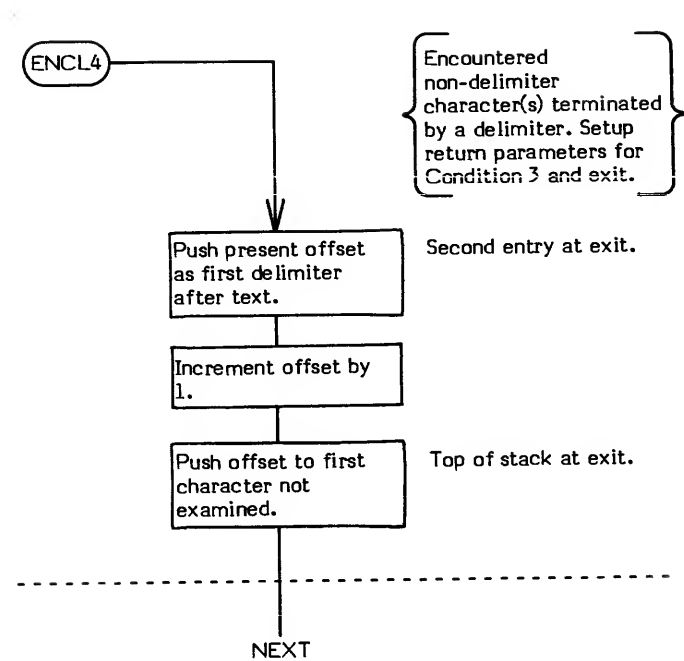 ENCL4
Encountered
non-delimiter
character(s) terminated
by a delimiter. Setup
return parameters for
Condition 3 and exit.
Push present offset
as first delimiter
after text.
Second entry at exit.
Increment offset by
1.
Push offset to first
character not
examined.
Top of stack at exit.
NEXT